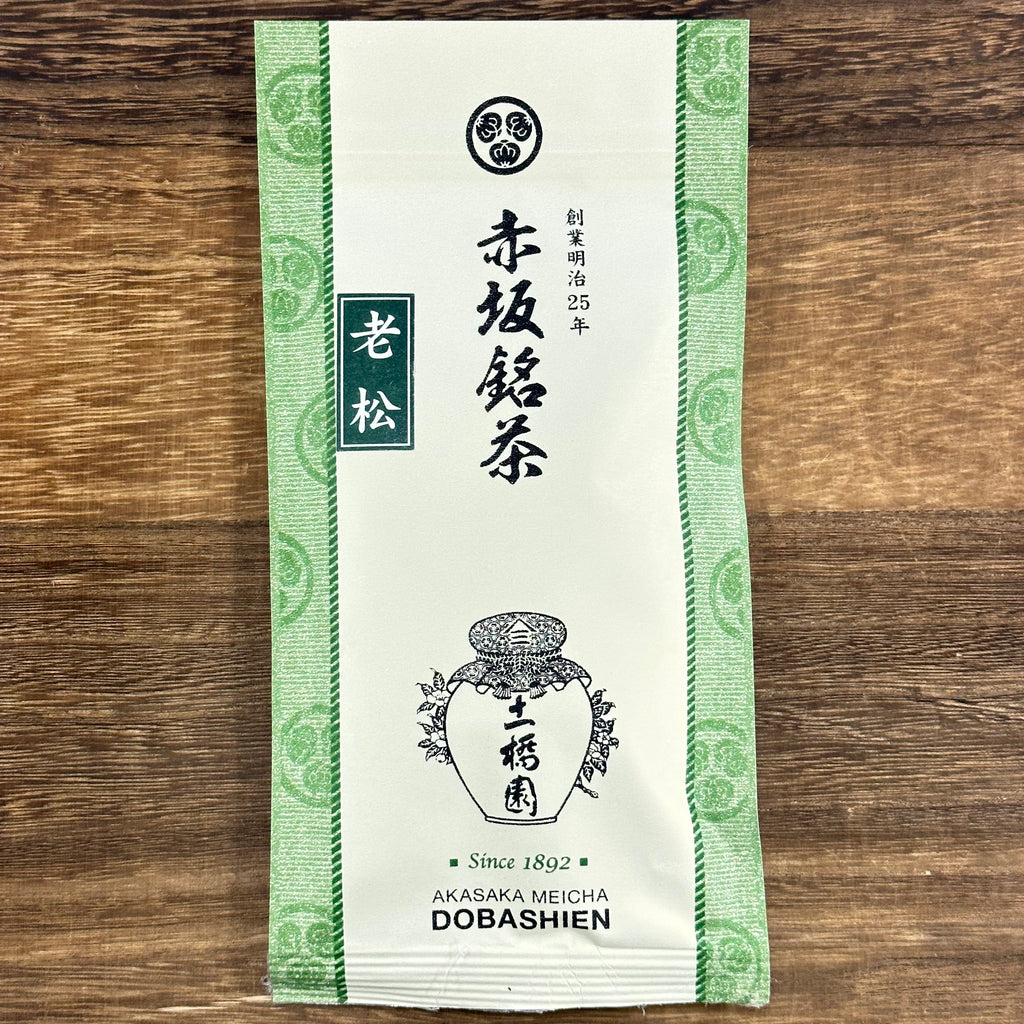 創業明治25年
赤坂銘茶
老松
土橋園
Since 1892
AKASAKA MEICHA
DOBASHIEN